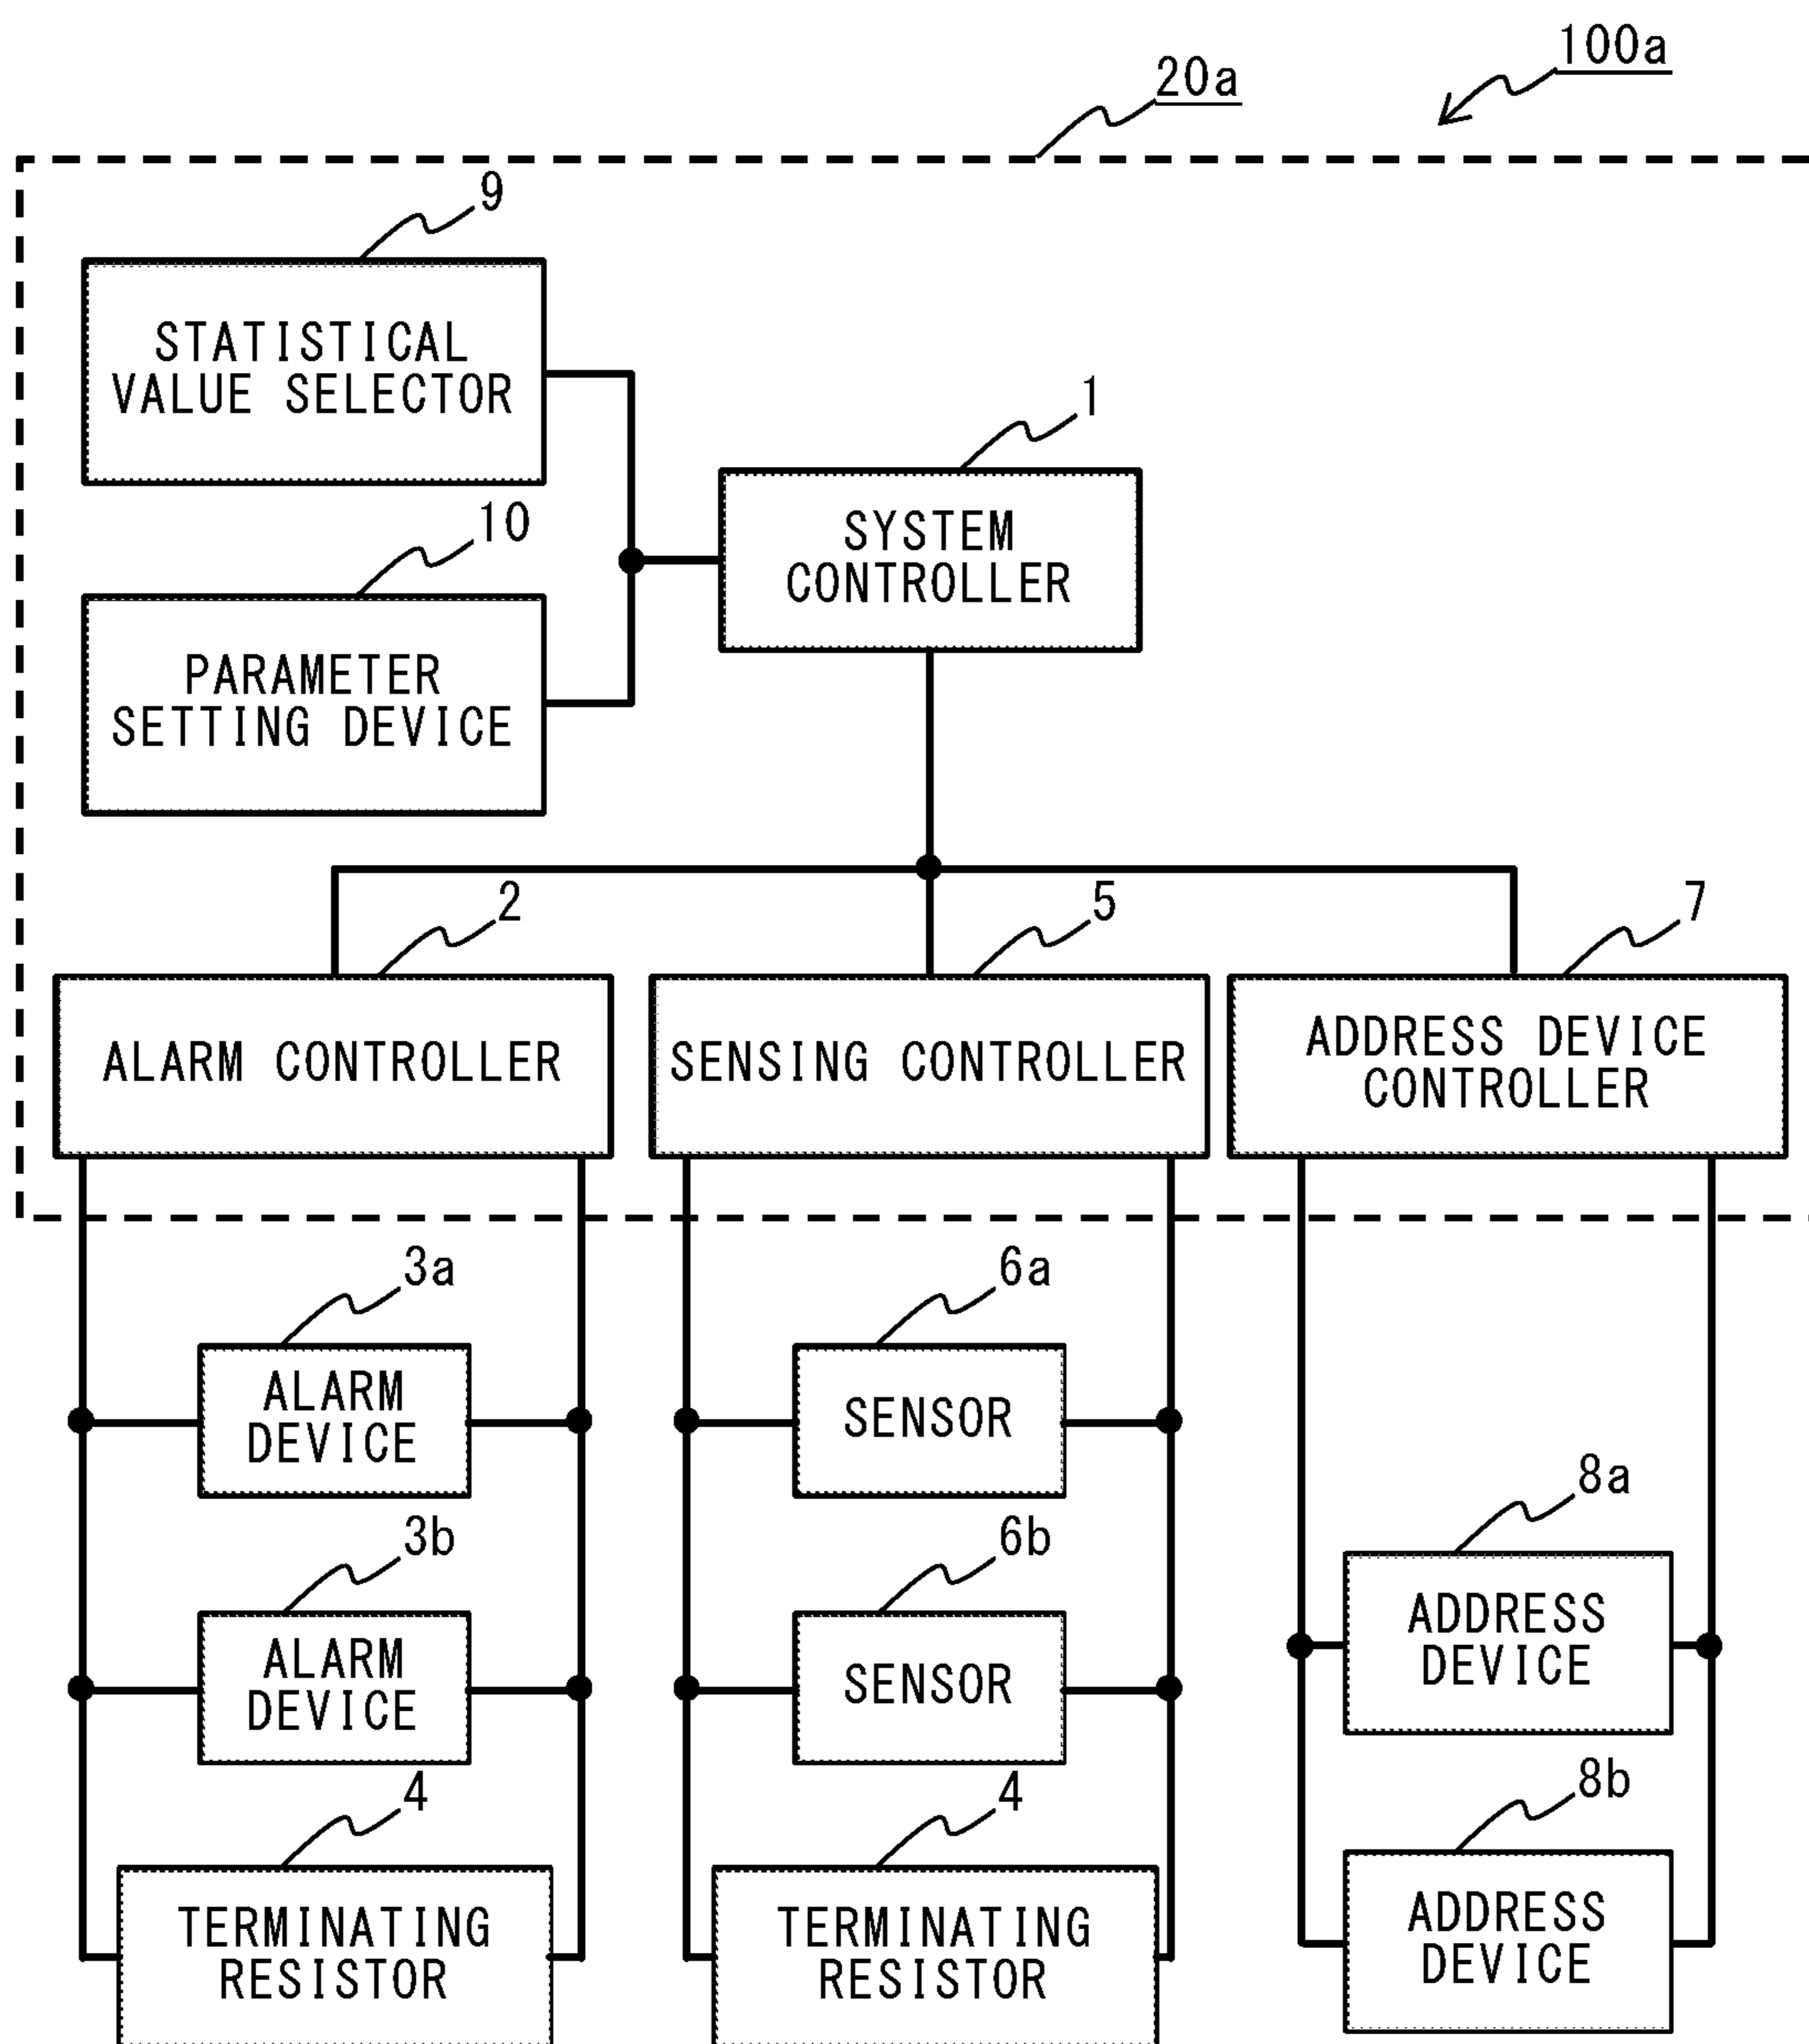 100a
20a
9
STATISTICAL
VALUE SELECTOR
1
SYSTEM
CONTROLLER
10
PARAMETER
SETTING DEVICE
2
5
7
ALARM CONTROLLER
SENSING CONTROLLER
ADDRESS DEVICE
CONTROLLER
3a
ALARM
DEVICE
6a
SENSOR
8a
ADDRESS
DEVICE
3b
ALARM
DEVICE
6b
SENSOR
8b
ADDRESS
DEVICE
4
TERMINATING
RESISTOR
4
TERMINATING
RESISTOR